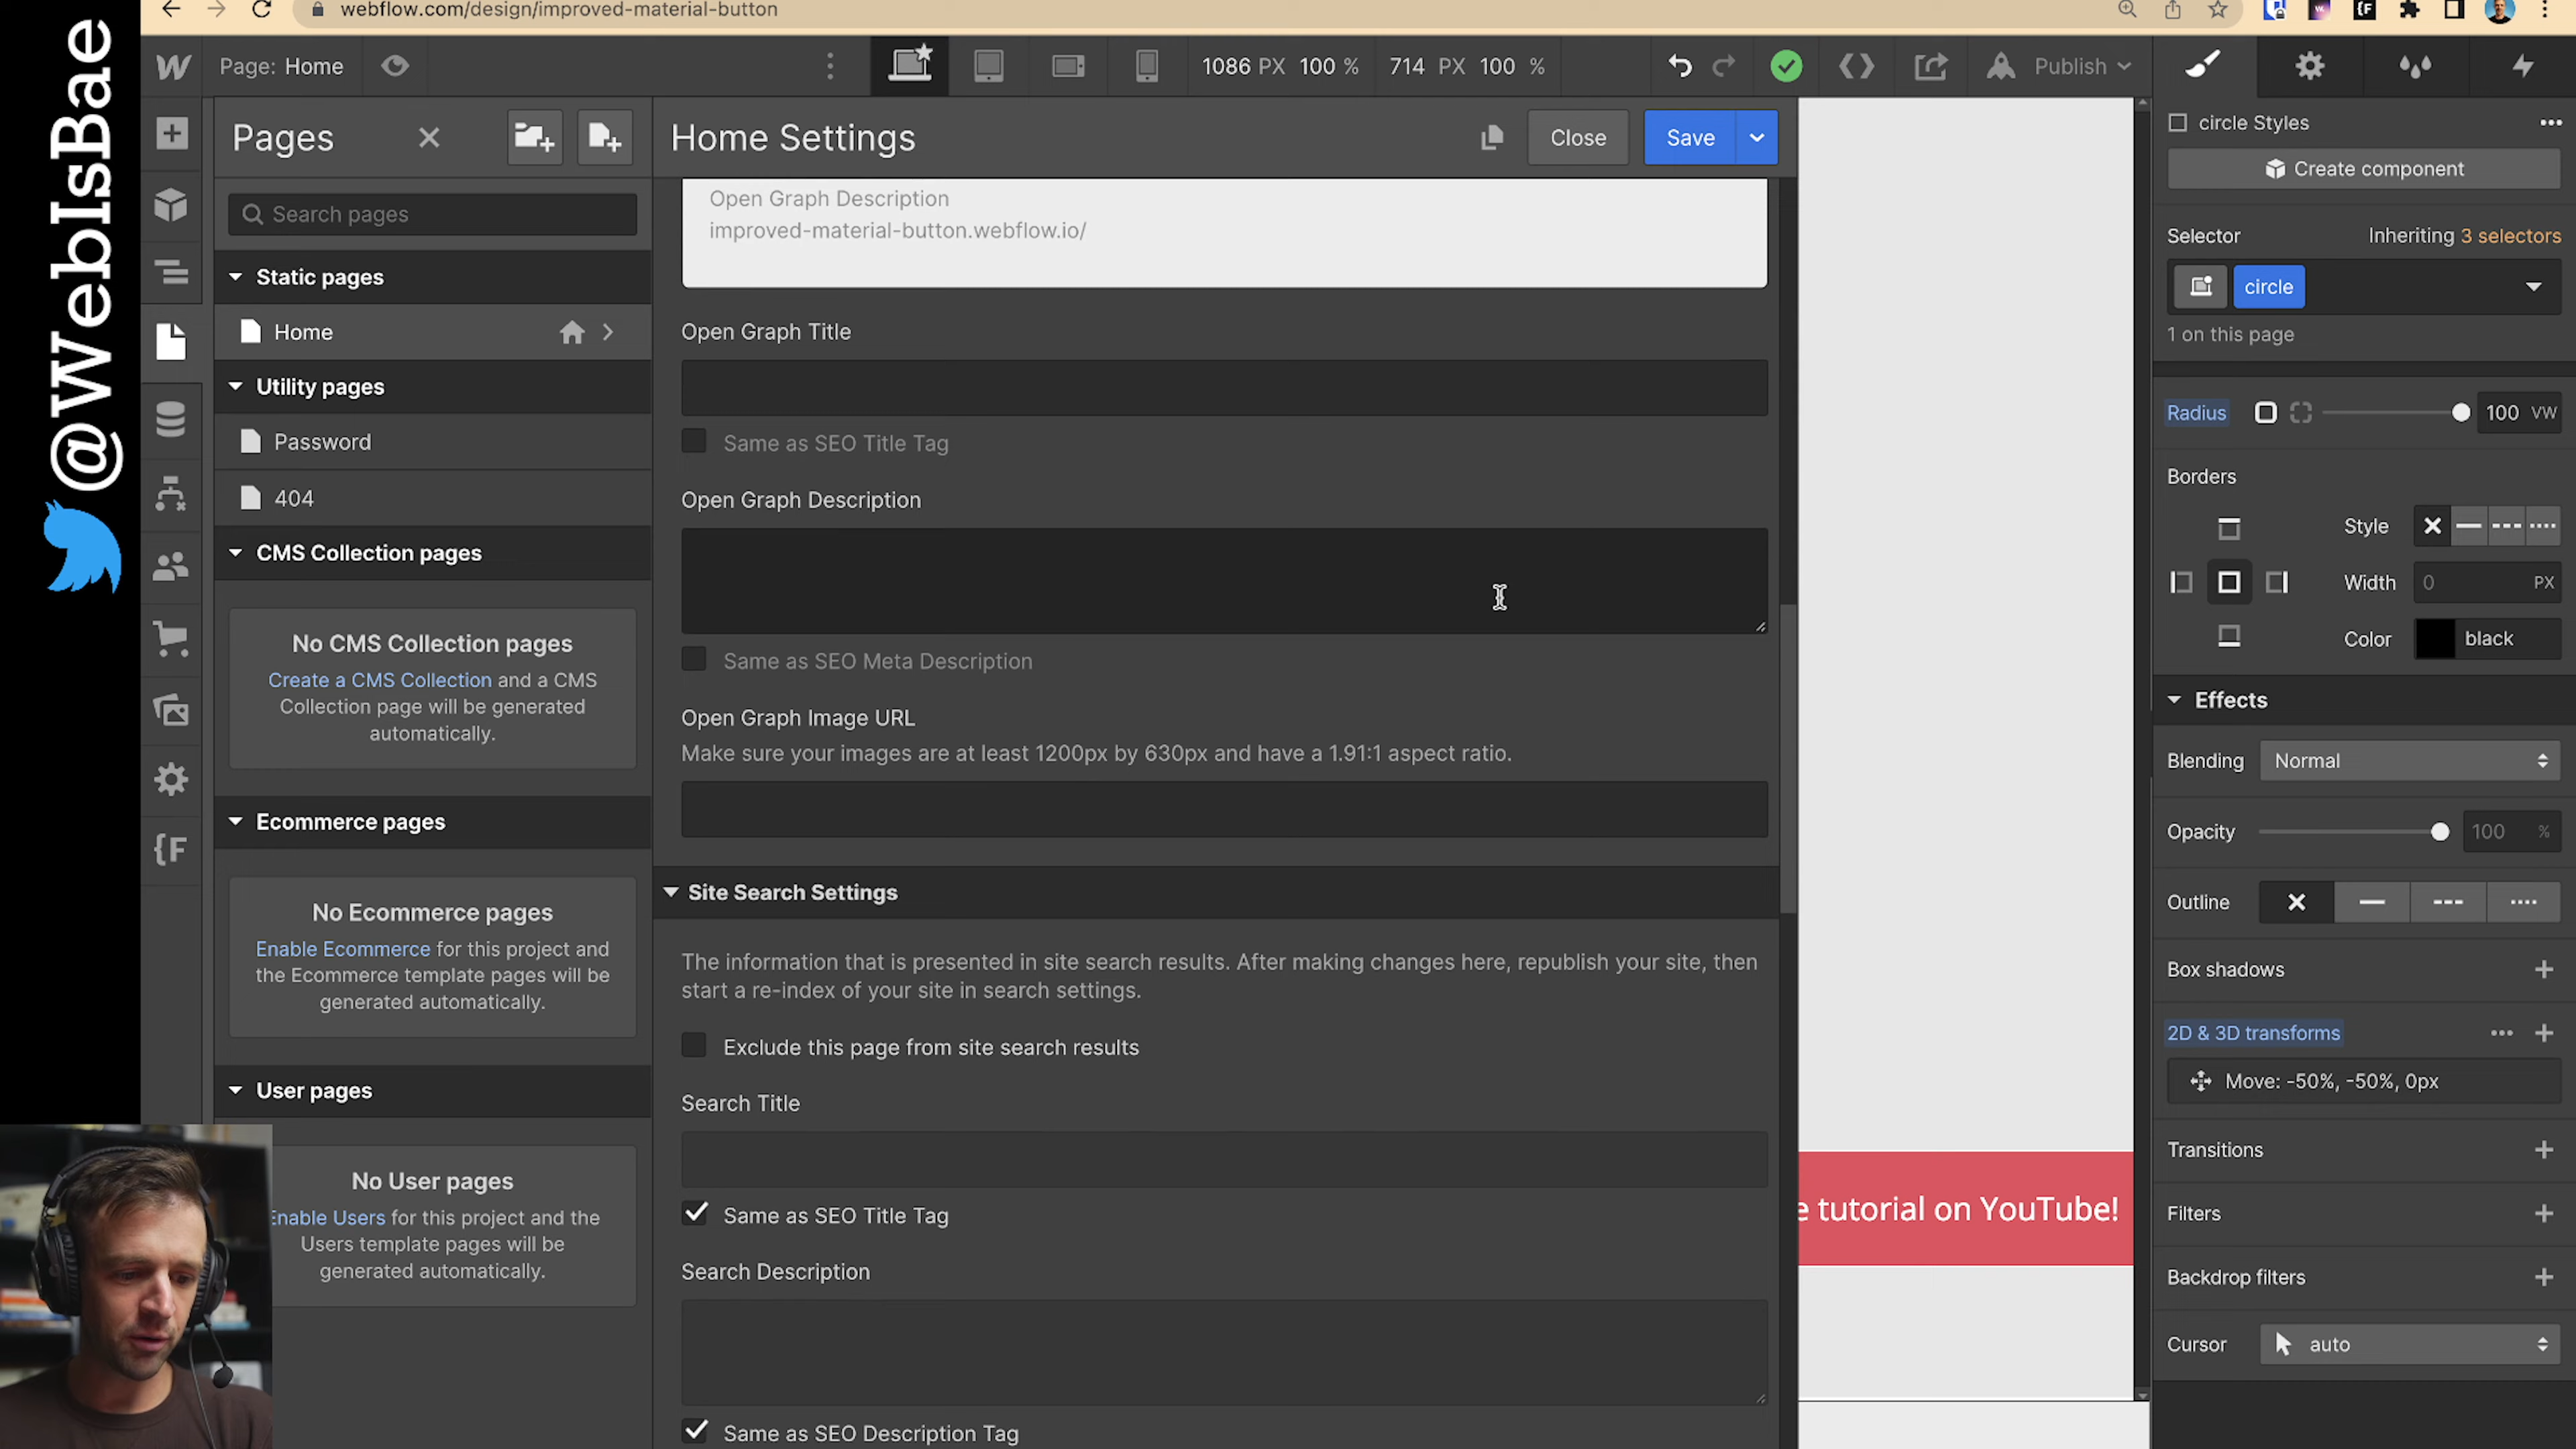 @WebIsBae
webflow.com/design/improved-material-button
Page: Home
1086 PX 100 % 714 PX 100 %
Publish
Pages
Search pages
Static pages
Home
Utility pages
Password
404
CMS Collection pages
No CMS Collection pages
Create a CMS Collection and a CMS
Collection page will be generated
automatically.
Ecommerce pages
No Ecommerce pages
Enable Ecommerce for this project and
the Ecommerce template pages will be
generated automatically.
User pages
No User pages
Enable Users for this project and the
Users template pages will be
generated automatically.
Home Settings
Close
Save
Open Graph Description
improved-material-button.webflow.io/
Open Graph Title
Same as SEO Title Tag
Open Graph Description
Same as SEO Meta Description
Open Graph Image URL
Make sure your images are at least 1200px by 630px and have a 1.91:1 aspect ratio.
Site Search Settings
The information that is presented in site search results. After making changes here, republish your site, then
start a re-index of your site in search settings.
Exclude this page from site search results
Search Title
Same as SEO Title Tag
Search Description
Same as SEO Description Tag
e tutorial on YouTube!
circle Styles
Create component
Selector
Inheriting 3 selectors
circle
1 on this page
Radius
100 VW
Borders
Style
Width 0 PX
Color black
Effects
Blending Normal
Opacity 100 %
Outline
Box shadows
2D & 3D transforms
Move: -50%, -50%, 0px
Transitions
Filters
Backdrop filters
Cursor auto